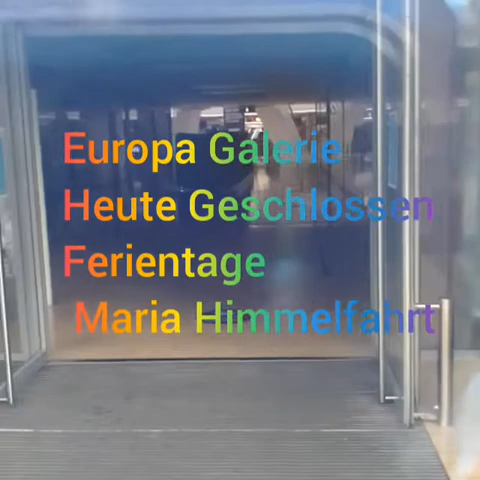 Europa Galerie
Heute Geschlossen
Ferientage
Maria Himmelfahrt